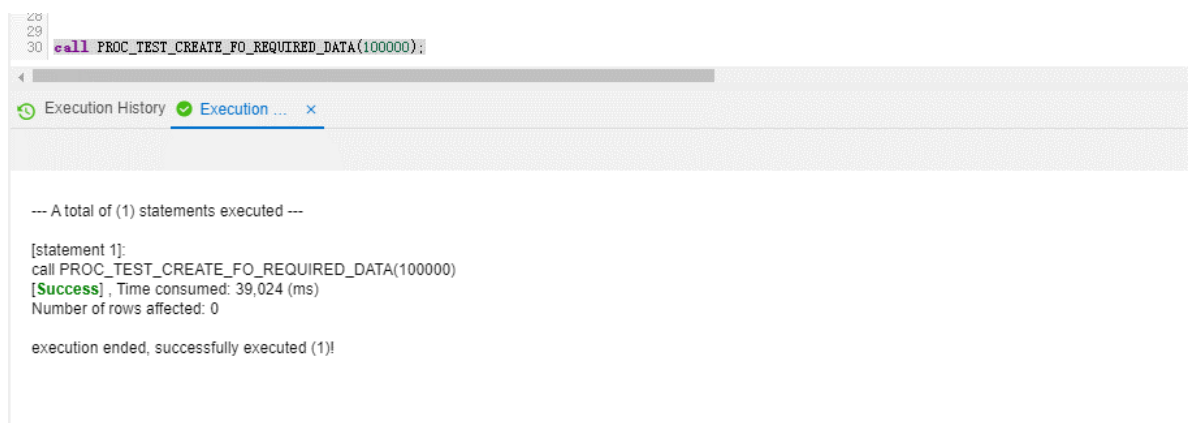 28
29
30 call PROC_TEST_CREATE_FO_REQUIRED_DATA(100000);
Execution History Execution ... ×
--- A total of (1) statements executed ---
[statement 1]:
call PROC_TEST_CREATE_FO_REQUIRED_DATA(100000)
[Success] , Time consumed: 39,024 (ms)
Number of rows affected: 0
execution ended, successfully executed (1)!